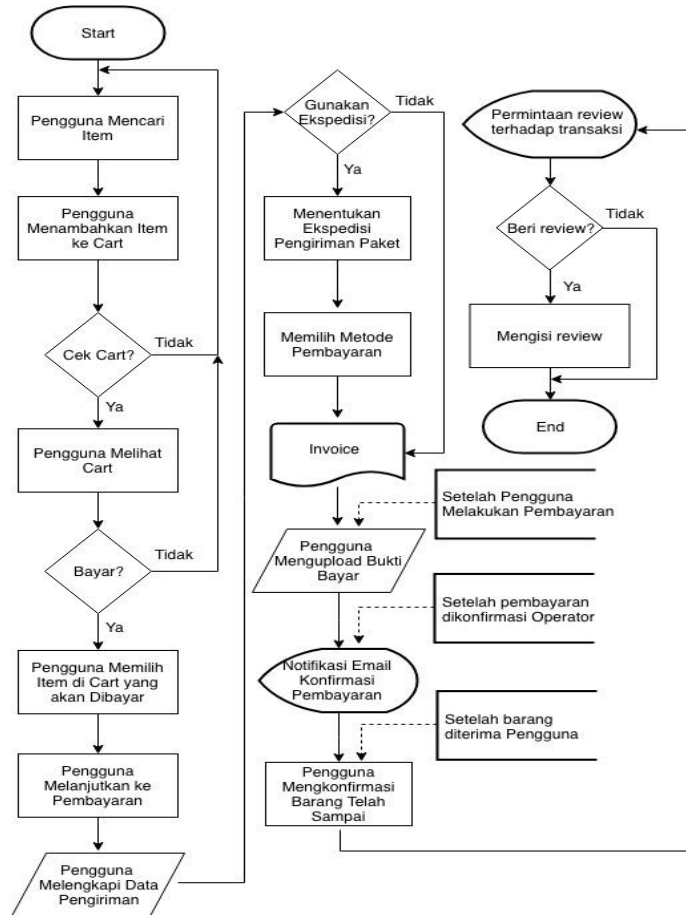 Start
Pengguna Mencari
Item
Pengguna
Menambahkan Item
ke Cart
Cek Cart?
Tidak
Ya
Pengguna Melihat
Cart
Bayar?
Tidak
Ya
Pengguna Memilih
Item di Cart yang
akan Dibayar
Pengguna
Melanjutkan ke
Pembayaran
Pengguna
Melengkapi Data
Pengiriman
Gunakan
Ekspedisi?
Tidak
Ya
Menentukan
Ekspedisi
Pengiriman Paket
Memilih Metode
Pembayaran
Invoice
Setelah Pengguna
Melakukan Pembayaran
Pengguna
Mengupload Bukti
Bayar
Setelah pembayaran
dikonfirmasi Operator
Notifikasi Email
Konfirmasi
Pembayaran
Setelah barang
diterima Pengguna
Pengguna
Mengkonfirmasi
Barang Telah
Sampai
Permintaan review
terhadap transaksi
Beri review?
Tidak
Ya
Mengisi review
End